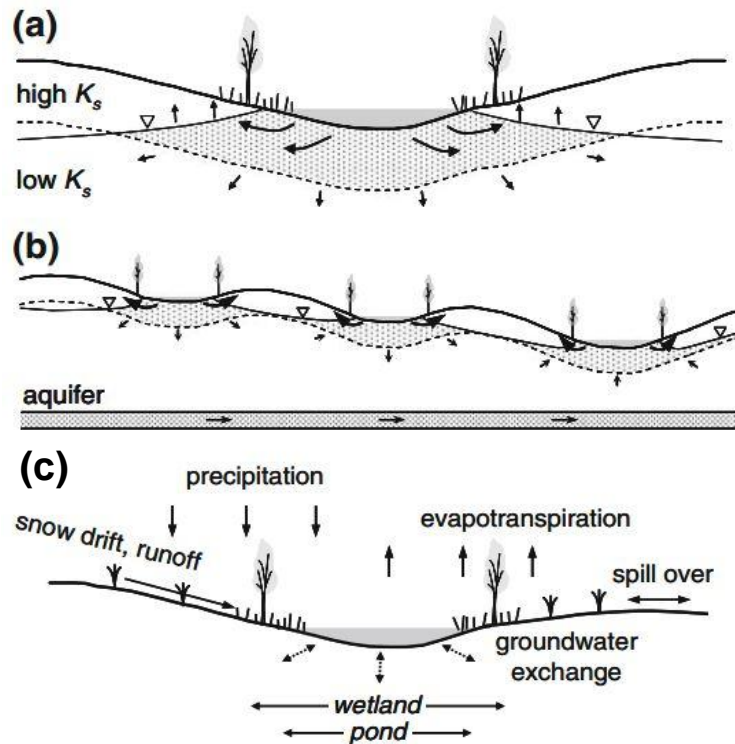 (a)
high Ks
low Ks
(b)
aquifer
(c)
precipitation
snow drift, runoff
evapotranspiration
spill over
groundwater
exchange
wetland
pond